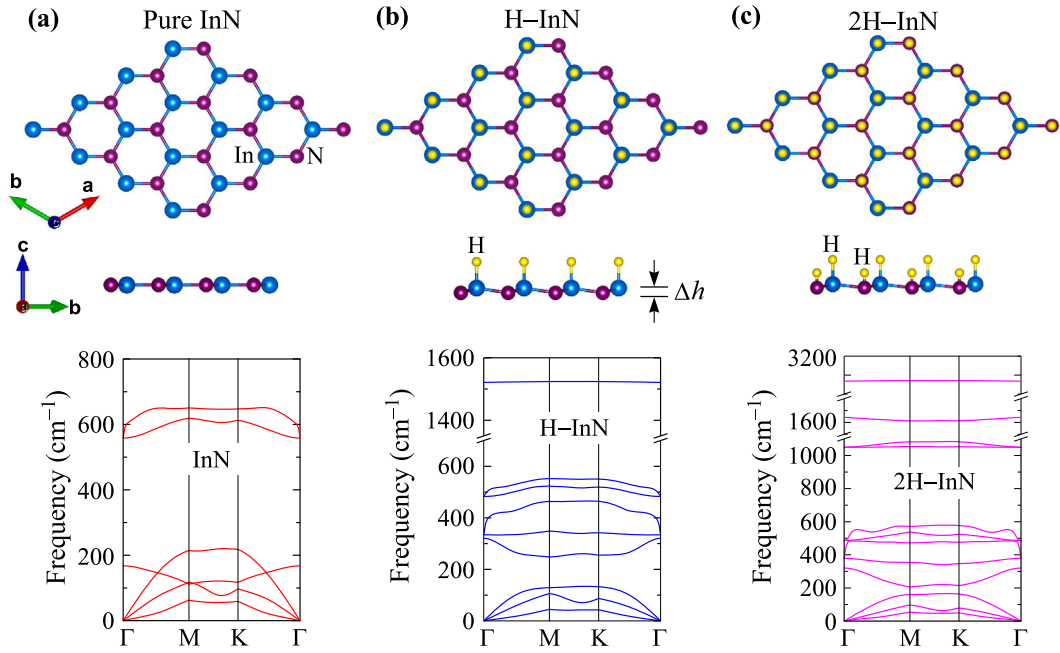 (a) Pure InN
(b) H–InN
(c) 2H–InN
In N
b a
c
H
H H
Δh
c
a b
800
600
400
200
0
Frequency (cm⁻¹)
InN
Γ M K Γ
1600
1400
600
400
200
0
Frequency (cm⁻¹)
H–InN
Γ M K Γ
3200
1600
1000
800
600
400
200
0
Frequency (cm⁻¹)
2H–InN
Γ M K Γ